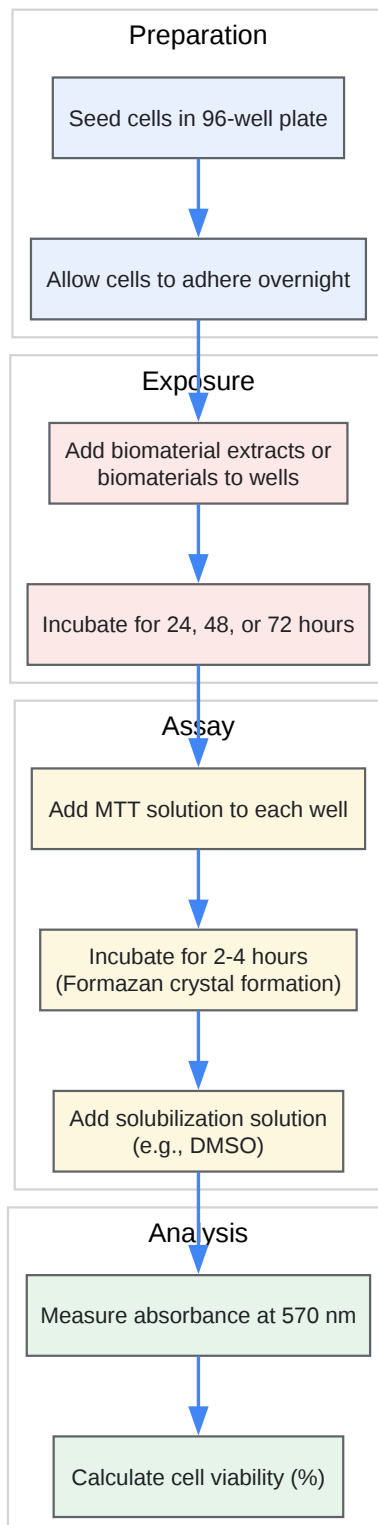 Preparation
Seed cells in 96-well plate
Allow cells to adhere overnight
Exposure
Add biomaterial extracts or
biomaterials to wells
Incubate for 24, 48, or 72 hours
Assay
Add MTT solution to each well
Incubate for 2-4 hours
(Formazan crystal formation)
Add solubilization solution
(e.g., DMSO)
Analysis
Measure absorbance at 570 nm
Calculate cell viability (%)